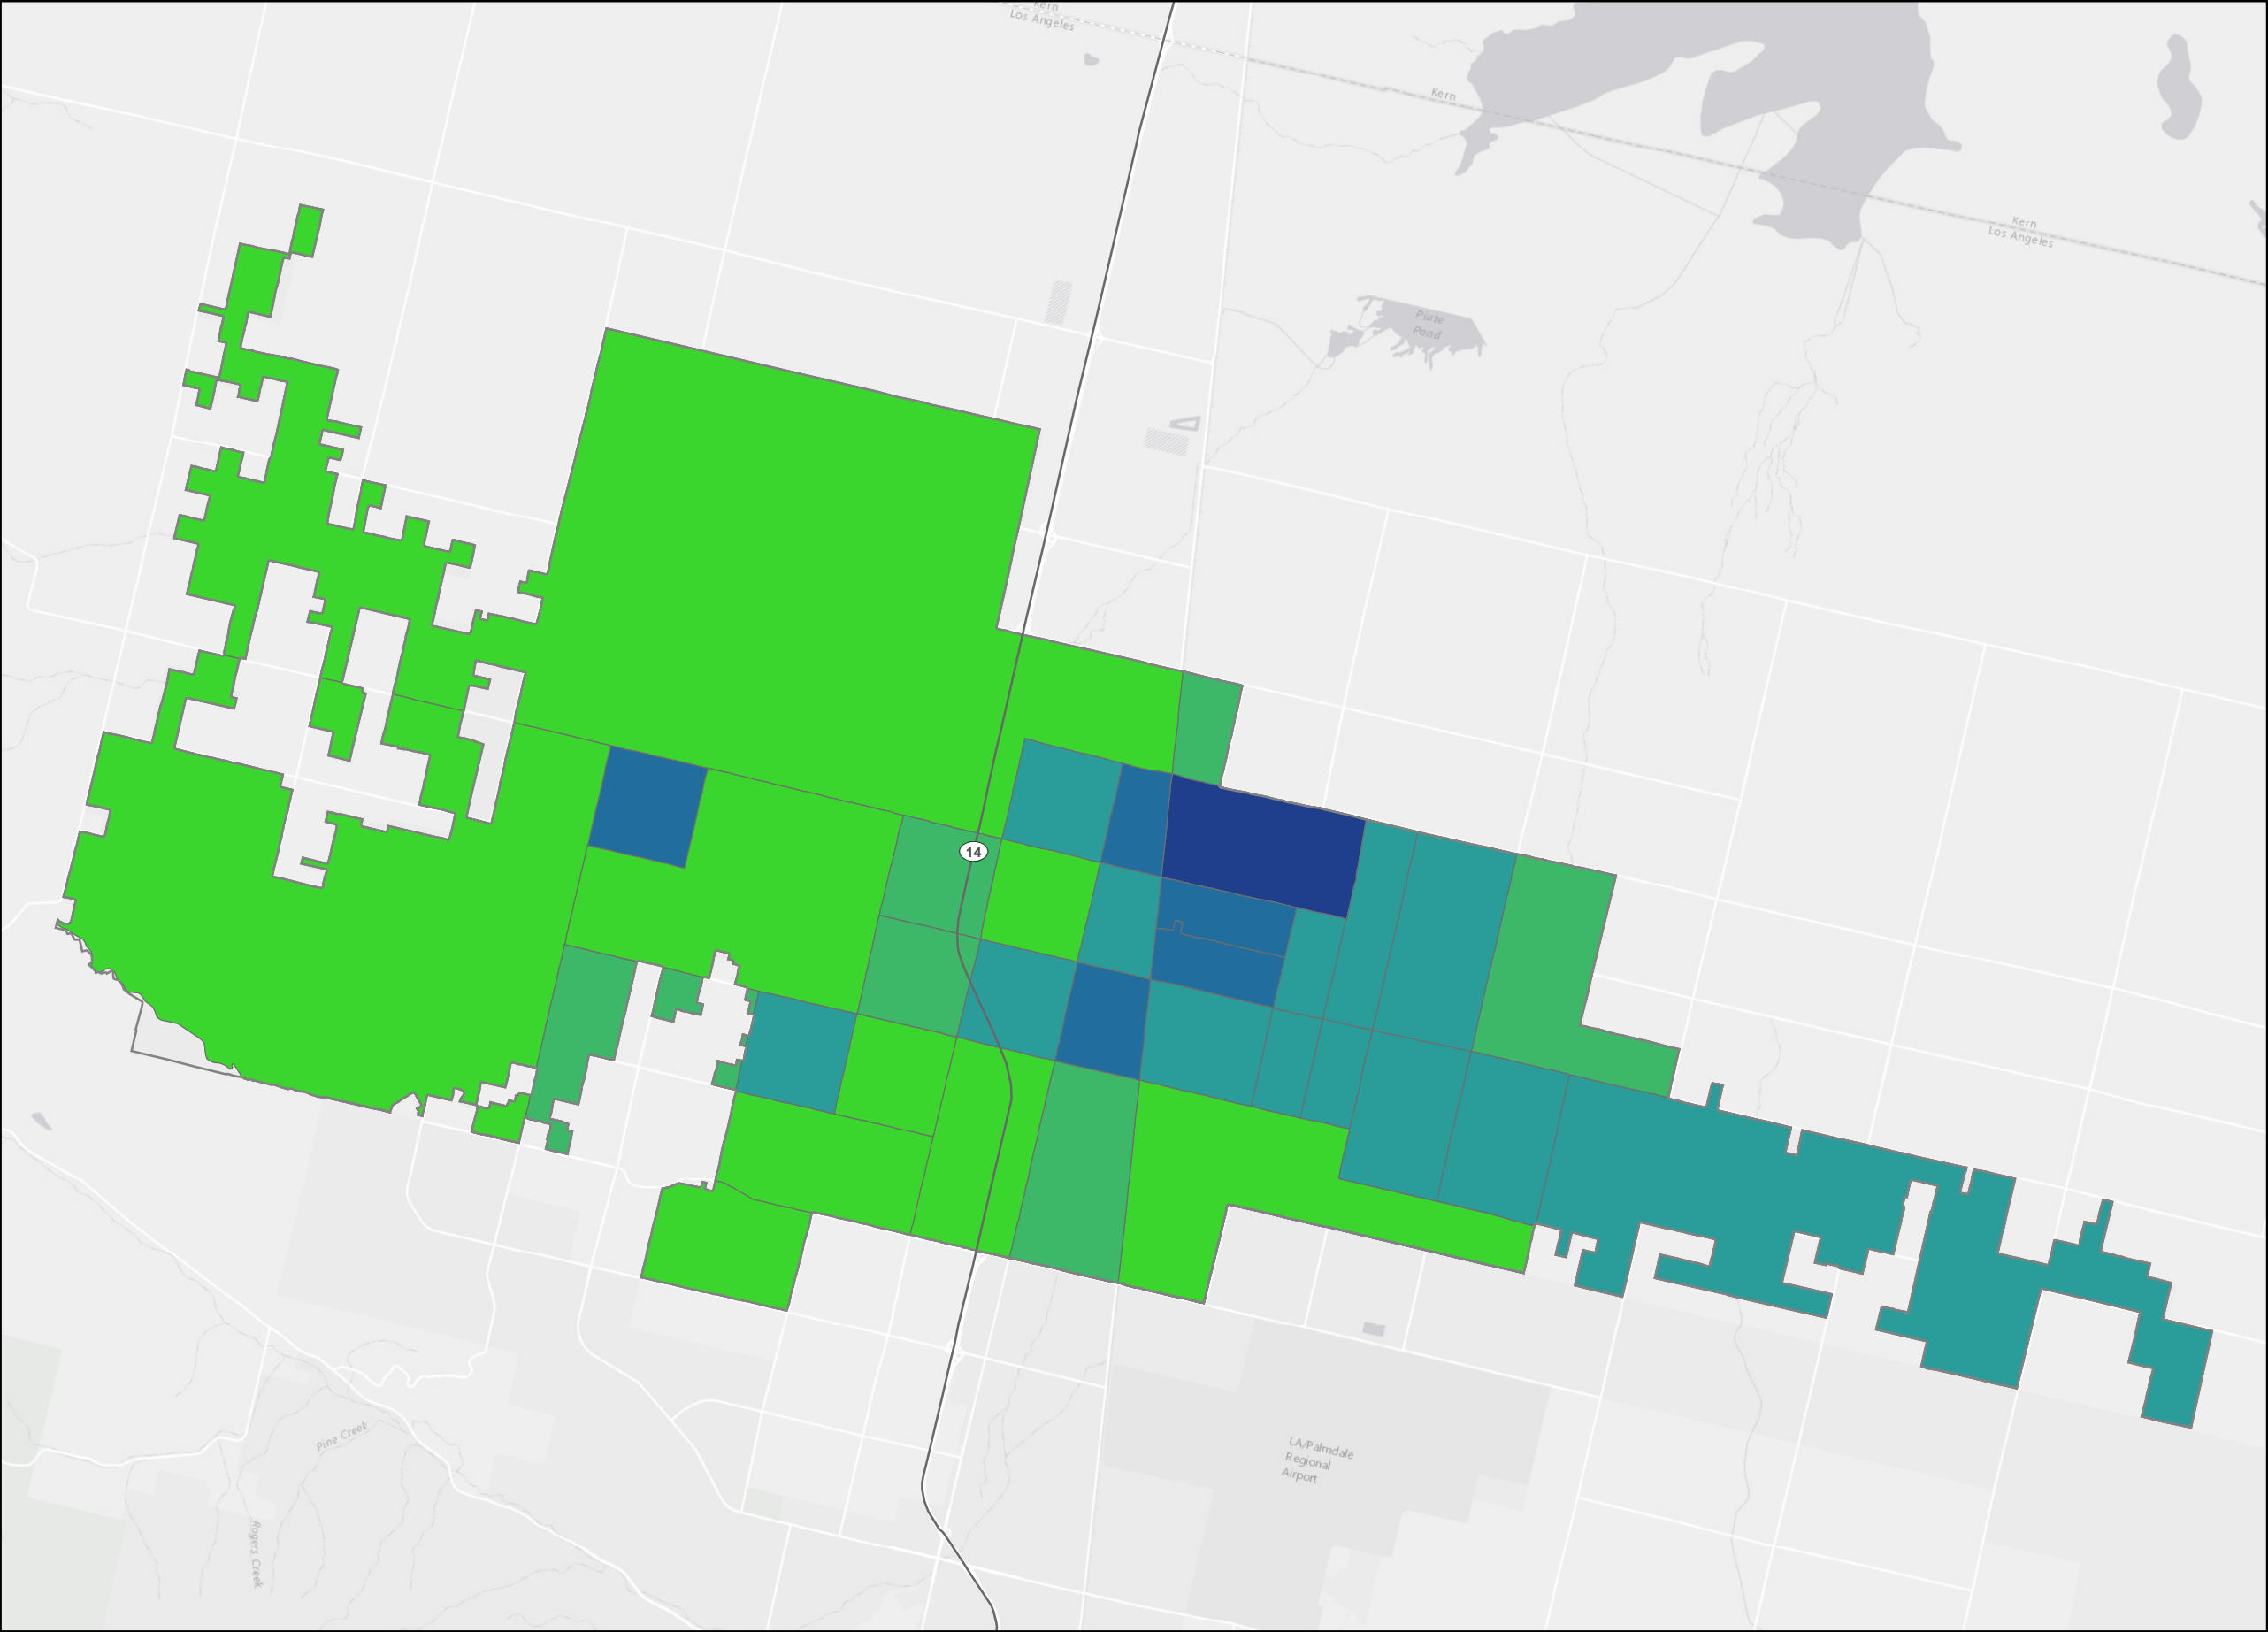 Kern
Los Angeles
Kern
Kern
Los Angeles
Piute
Pond
14
LA/Palmdale
Regional
Airport
Pine Creek
Rogers Creek